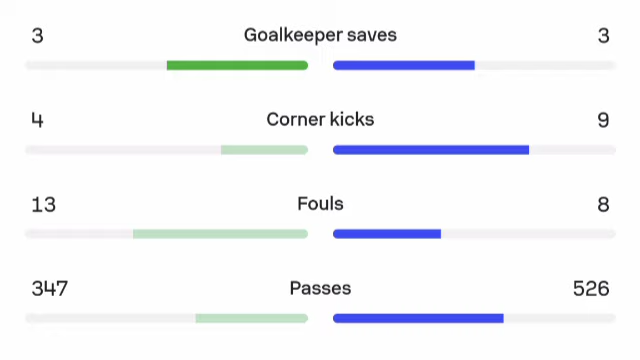 3 Goalkeeper saves 3
4 Corner kicks 9
13 Fouls 8
347 Passes 526